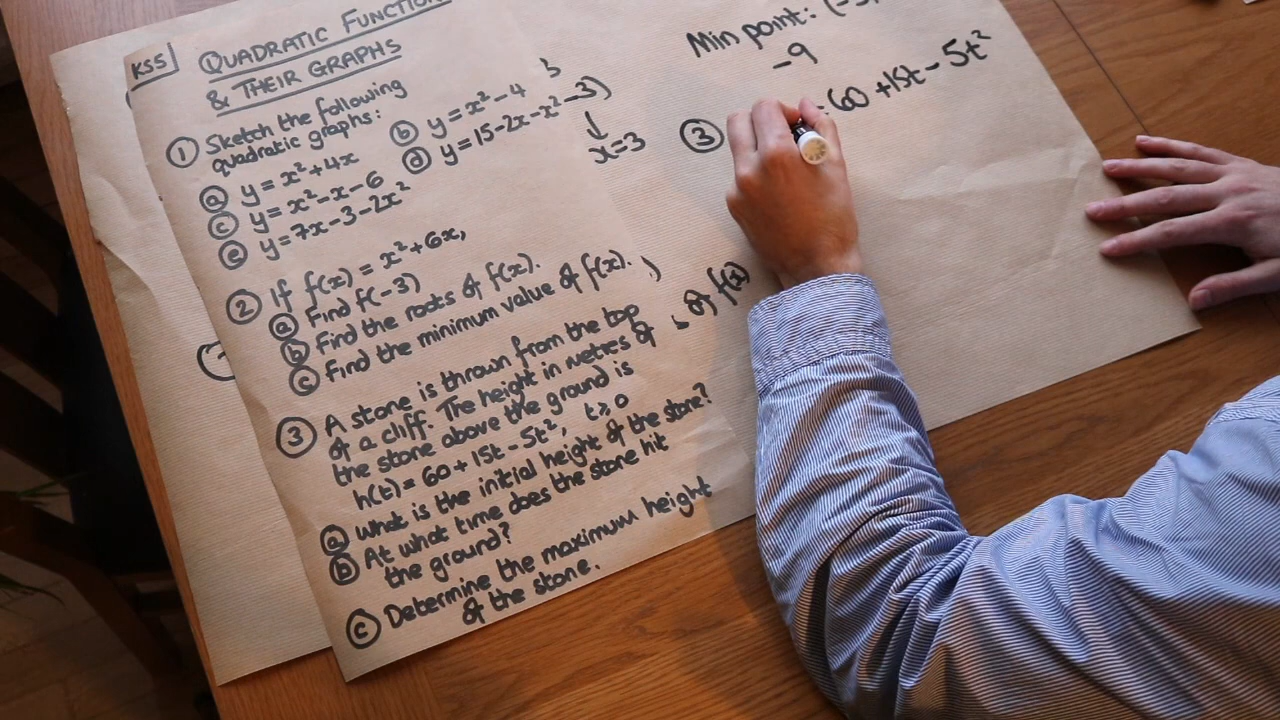 KS5
QUADRATIC FUNCTION
& THEIR GRAPHS
① Sketch the following
quadratic graphs:
ⓐ y = x² + 4x
ⓑ y = x² - 4
ⓒ y = x² - x - 6
ⓓ y = 15 - 2x - x²
ⓔ y = 7x - 3 - 2x²
② If f(x) = x² + 6x,
ⓐ Find f(-3)
ⓑ Find the roots of f(x).
ⓒ Find the minimum value of f(x).
③ A stone is thrown from the top
of a cliff. The height in metres of
the stone above the ground is
h(t) = 60 + 15t - 5t², t ≥ 0
ⓐ What is the initial height of the stone?
ⓑ At what time does the stone hit
the ground?
ⓒ Determine the maximum height
of the stone.
-3)
↓
x=3
of f(x)
Min point: (-3,
-9
③
60 + 15t - 5t²